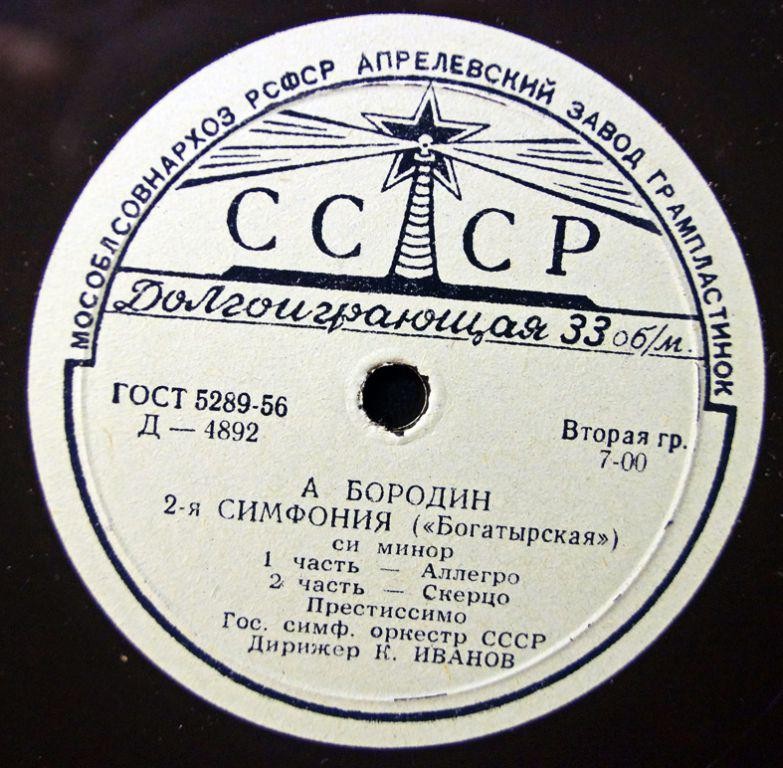 МОСОБЛСОВНАРХОЗ РСФСР АПРЕЛЕВСКИЙ ЗАВОД ГРАМПЛАСТИНОК
СССР
Долгоиграющая 33 об/м.
ГОСТ 5289-56
Д — 4892
Вторая гр.
7-00
А БОРОДИН
2-я СИМФОНИЯ («Богатырская»)
си минор
1 часть — Аллегро
2 часть — Скерцо
Престиссимо
Гос. симф. оркестр СССР
Дирижер К. ИВАНОВ